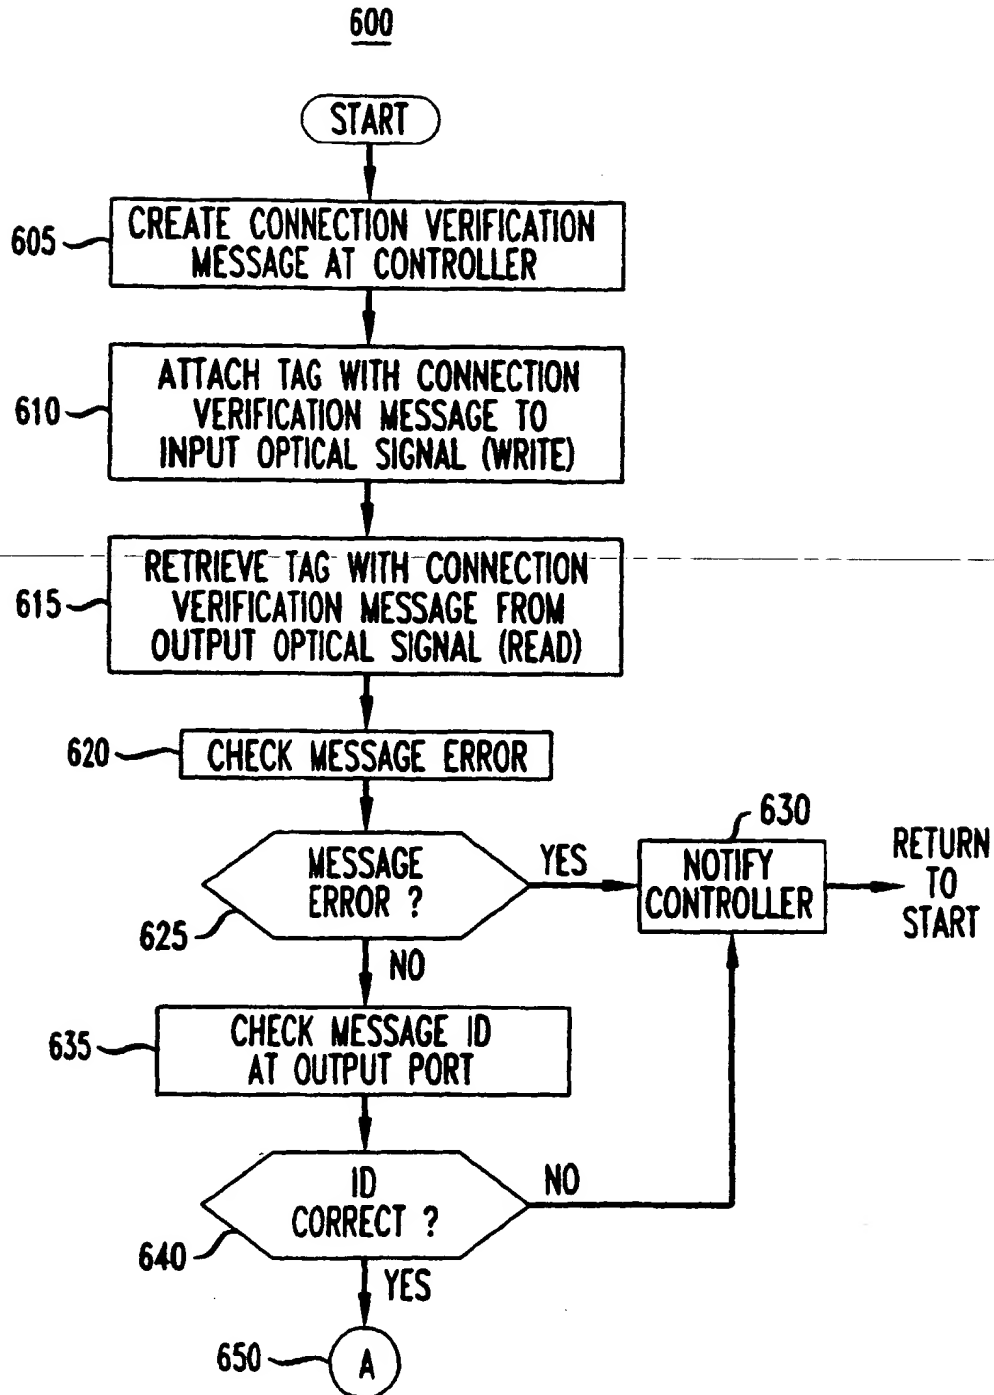 600
START
605
CREATE CONNECTION VERIFICATION
MESSAGE AT CONTROLLER
610
ATTACH TAG WITH CONNECTION
VERIFICATION MESSAGE TO
INPUT OPTICAL SIGNAL (WRITE)
615
RETRIEVE TAG WITH CONNECTION
VERIFICATION MESSAGE FROM
OUTPUT OPTICAL SIGNAL (READ)
620
CHECK MESSAGE ERROR
625
MESSAGE
ERROR ?
YES
630
NOTIFY
CONTROLLER
RETURN
TO
START
NO
635
CHECK MESSAGE ID
AT OUTPUT PORT
640
ID
CORRECT ?
NO
YES
650
A